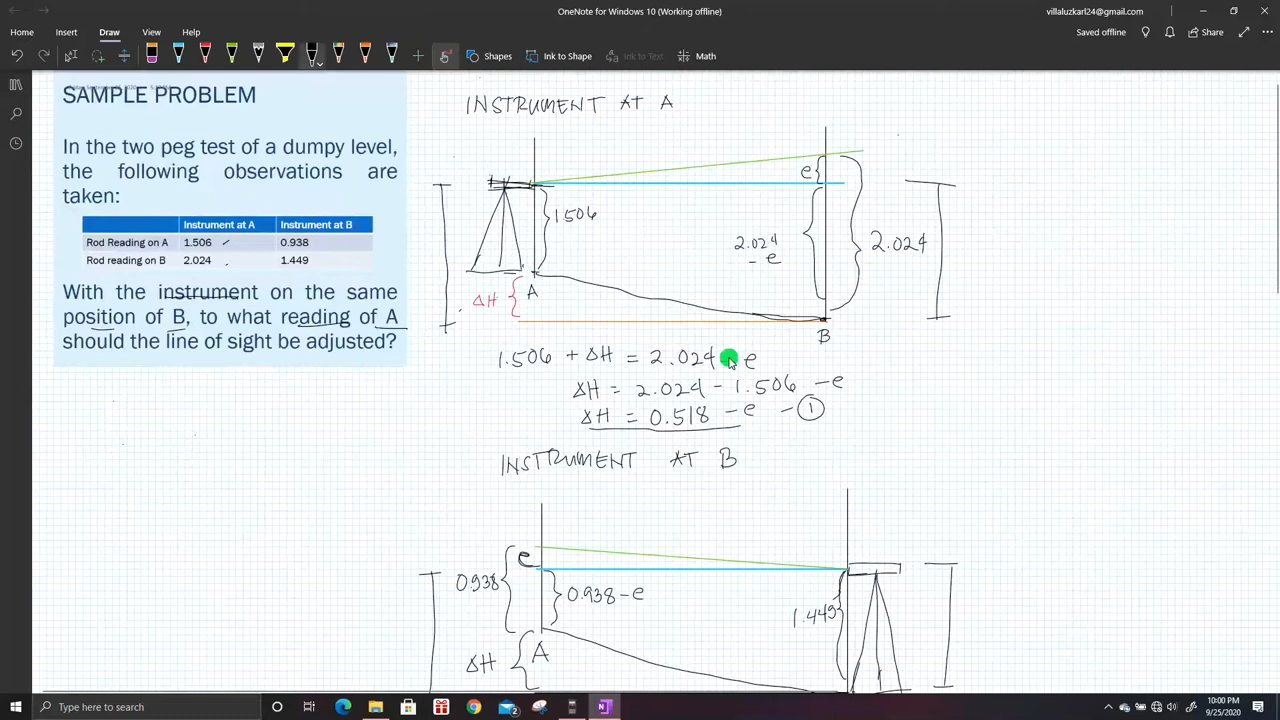 OneNote for Windows 10 (Working offline)
villaluzkarl24@gmail.com
Home Insert Draw View Help
Saved offline
Share
Shapes
Ink to Shape
Ink to Text
Math
SAMPLE PROBLEM
In the two peg test of a dumpy level,
the following observations are
taken:
Instrument at A Instrument at B
Rod Reading on A 1.506 0.938
Rod reading on B 2.024 1.449
With the instrument on the same
position of B, to what reading of A
should the line of sight be adjusted?
INSTRUMENT AT A
e
1.506
2.024
- e
2.024
ΔH
A
B
1.506 + ΔH = 2.024 - e
ΔH = 2.024 - 1.506 - e
ΔH = 0.518 - e - 1
INSTRUMENT AT B
e
0.938
0.938 - e
1.449
ΔH
A
Type here to search
2
10:00 PM
9/25/2020